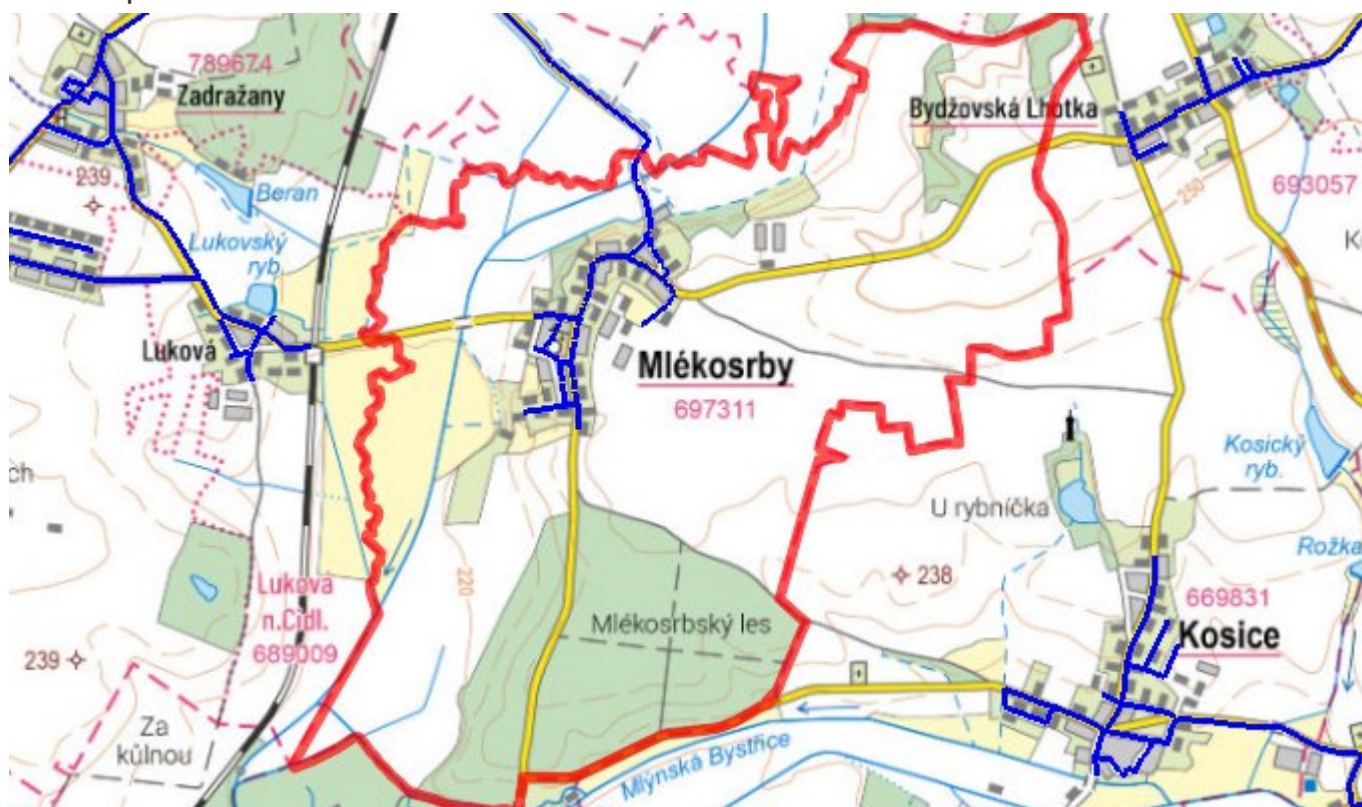 789674
Zadražany
Bydžovská Lhotka
239
Beran
693057
250
Lukovský
ryb.
Luková
Mlékosrby
697311
Kosický
ryb.
ch
U rybníčka
Rožka
220
238
Luková
n.Cidl.
689009
Mlékosrbský les
669831
Kosice
239
Za
kůlnou
Mlýnská Bystřice